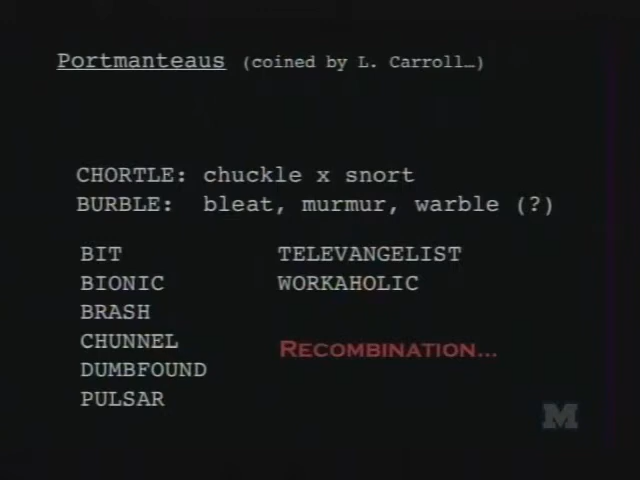 Portmanteaus (coined by L. Carroll…)
CHORTLE: chuckle x snort
BURBLE: bleat, murmur, warble (?)
BIT
BIONIC
BRASH
CHUNNEL
DUMBFOUND
PULSAR
TELEVANGELIST
WORKAHOLIC
RECOMBINATION...
M